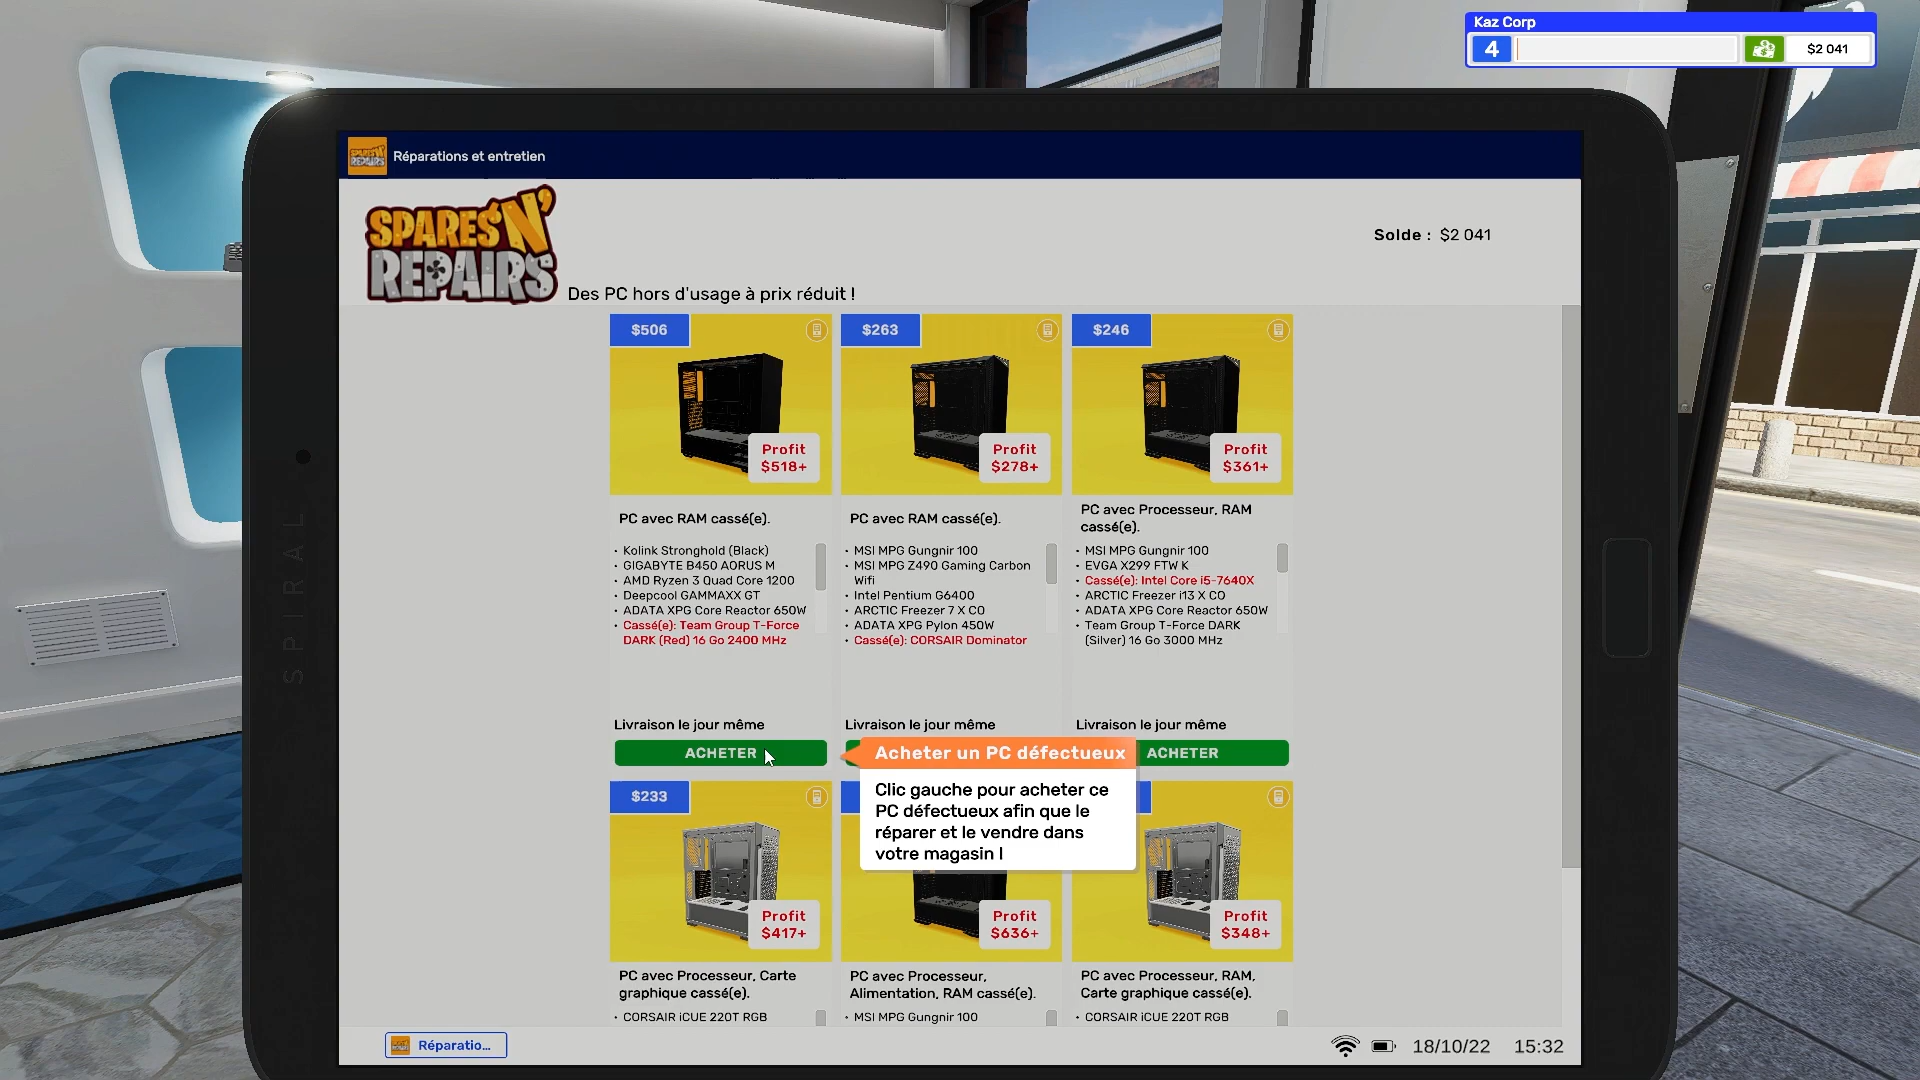 Kaz Corp
4
$2 041
SPARES N' REPAIRS
Réparations et entretien
SPARES N'
REPAIRS
Solde : $2 041
Des PC hors d'usage à prix réduit !
$506
Profit
$518+
PC avec RAM cassé(e).
• Kolink Stronghold (Black)
• GIGABYTE B450 AORUS M
• AMD Ryzen 3 Quad Core 1200
• Deepcool GAMMAXX GT
• ADATA XPG Core Reactor 650W
• Cassé(e): Team Group T-Force
DARK (Red) 16 Go 2400 MHz
Livraison le jour même
ACHETER
$263
Profit
$278+
PC avec RAM cassé(e).
• MSI MPG Gungnir 100
• MSI MPG Z490 Gaming Carbon
Wifi
• Intel Pentium G6400
• ARCTIC Freezer 7 X CO
• ADATA XPG Pylon 450W
• Cassé(e): CORSAIR Dominator
Livraison le jour même
$246
Profit
$361+
PC avec Processeur, RAM
cassé(e).
• MSI MPG Gungnir 100
• EVGA X299 FTW K
• Cassé(e): Intel Core i5-7640X
• ARCTIC Freezer i13 X CO
• ADATA XPG Core Reactor 650W
• Team Group T-Force DARK
(Silver) 16 Go 3000 MHz
Livraison le jour même
ACHETER
Acheter un PC défectueux
Clic gauche pour acheter ce
PC défectueux afin que le
réparer et le vendre dans
votre magasin !
$233
Profit
$417+
PC avec Processeur, Carte
graphique cassé(e).
• CORSAIR iCUE 220T RGB
Profit
$636+
PC avec Processeur,
Alimentation, RAM cassé(e).
• MSI MPG Gungnir 100
Profit
$348+
PC avec Processeur, RAM,
Carte graphique cassé(e).
• CORSAIR iCUE 220T RGB
Réparatio...
18/10/22
15:32
SPIRAL